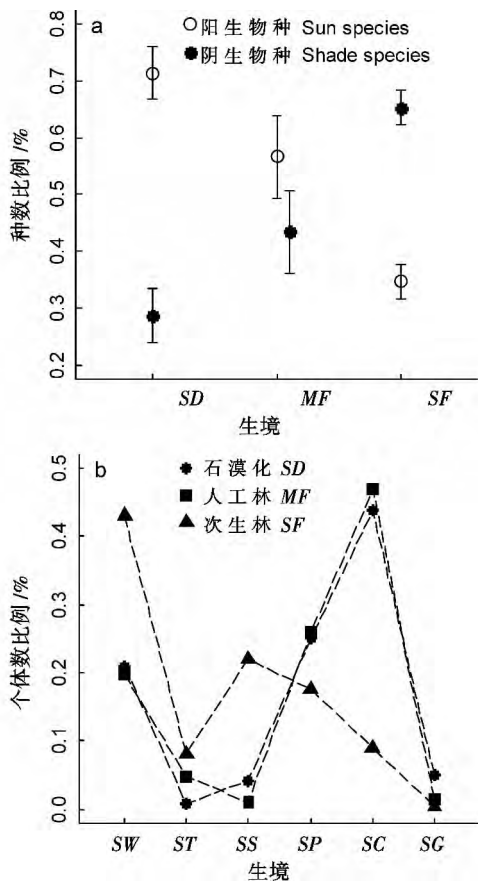 a
阳生物种 Sun species
阴生物种 Shade species
种数比例/%
0.8
0.7
0.6
0.5
0.4
0.3
0.2
SD MF SF
生境
b
石漠化 SD
人工林 MF
次生林 SF
个体数比例/%
0.5
0.4
0.3
0.2
0.1
0.0
SW ST SS SP SC SG
生境